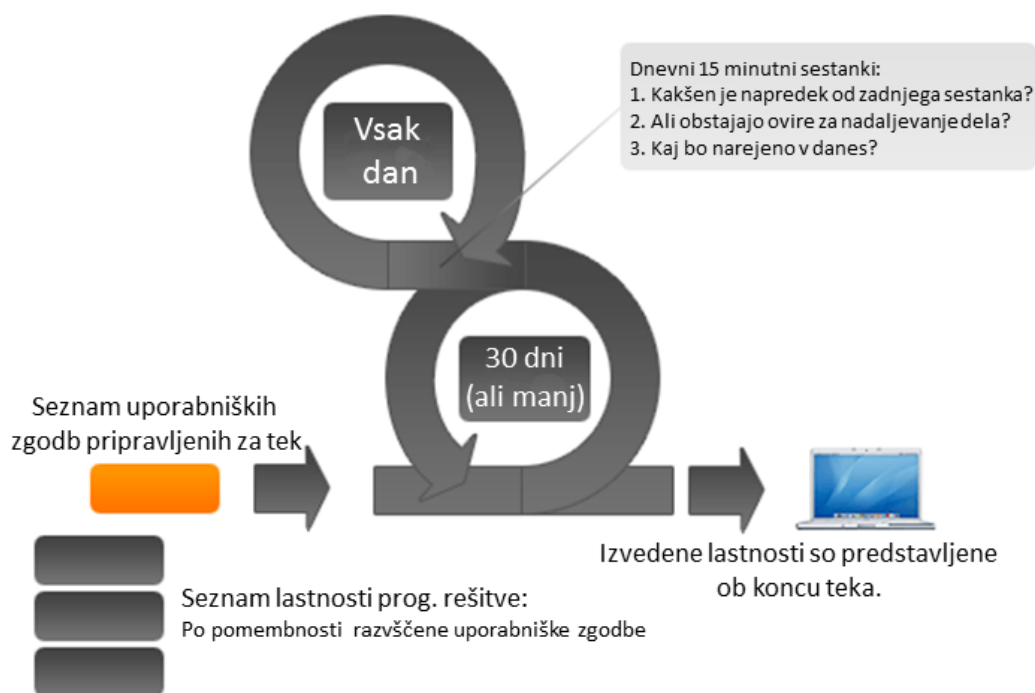 Dnevni 15 minutni sestanki:
1. Kakšen je napredek od zadnjega sestanka?
2. Ali obstajajo ovire za nadaljevanje dela?
3. Kaj bo narejeno v danes?
Vsak
dan
30 dni
(ali manj)
Seznam uporabniških
zgodb pripravljenih za tek
Izvedene lastnosti so predstavljene
ob koncu teka.
Seznam lastnosti prog. rešitve:
Po pomembnosti razvščene uporabniške zgodbe